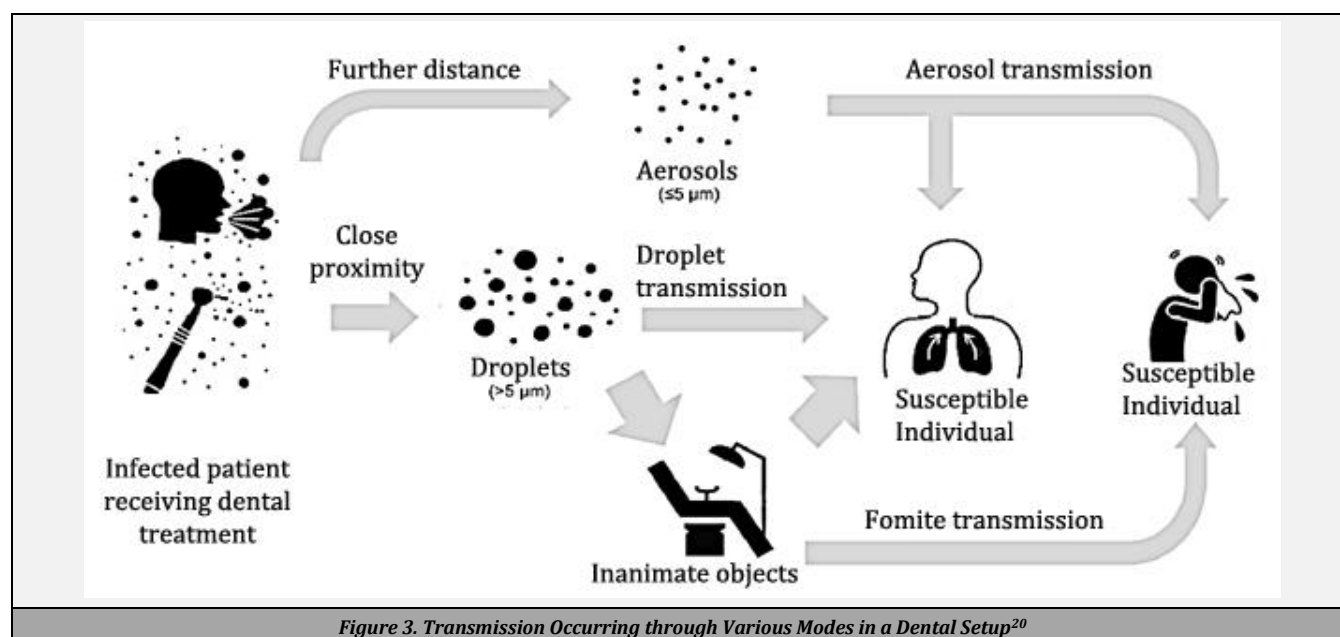 Further distance
Aerosol transmission
Aerosols
(≤5 μm)
Close
proximity
Droplet
transmission
Droplets
(>5 μm)
Susceptible
Individual
Susceptible
Individual
Infected patient
receiving dental
treatment
Fomite transmission
Inanimate objects
Figure 3. Transmission Occurring through Various Modes in a Dental Setup20